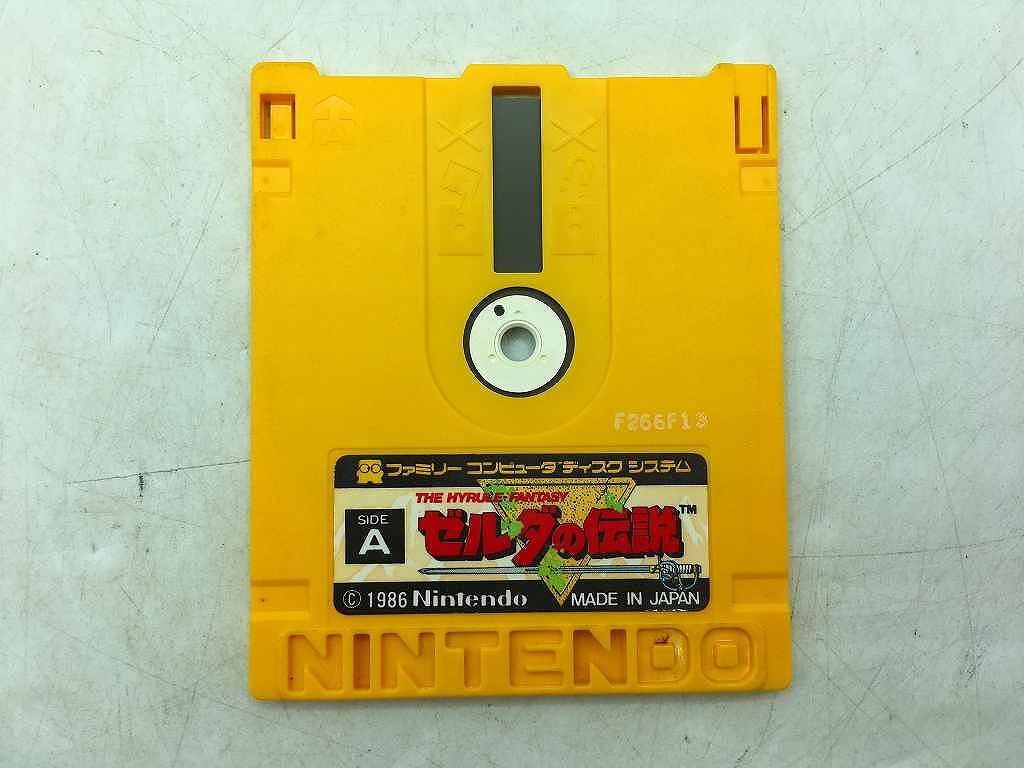 F266F13
ファミリー コンピュータ ディスク システム
THE HYRULE FANTASY
SIDE A
ゼルダの伝説™
© 1986 Nintendo MADE IN JAPAN
NINTENDO